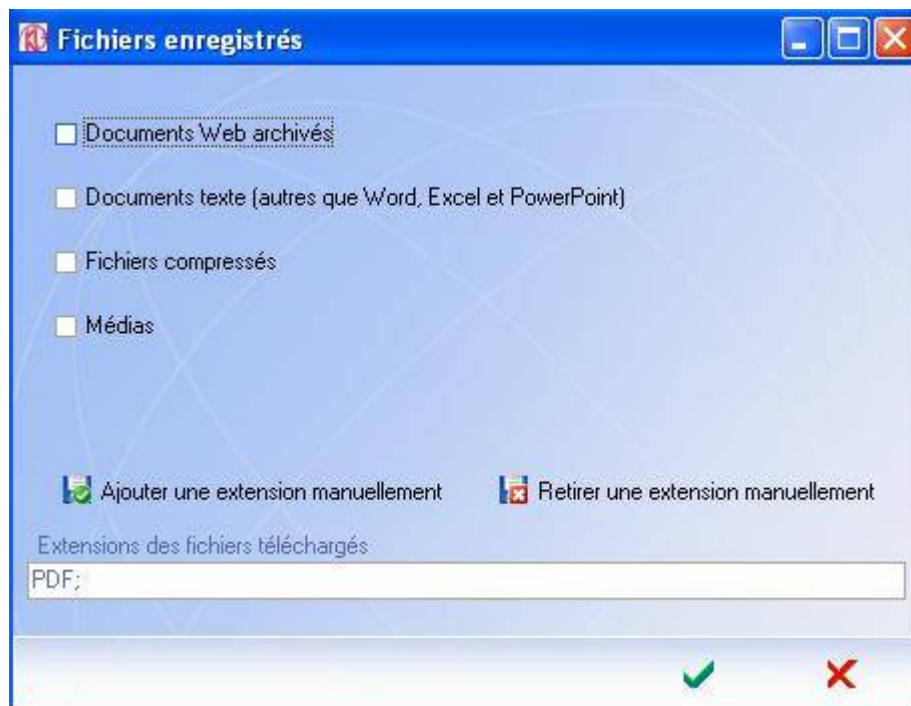 Fichiers enregistrés
Documents Web archivés
Documents texte (autres que Word, Excel et PowerPoint)
Fichiers compressés
Médias
Ajouter une extension manuellement
Retirer une extension manuellement
Extensions des fichiers téléchargés
PDF;